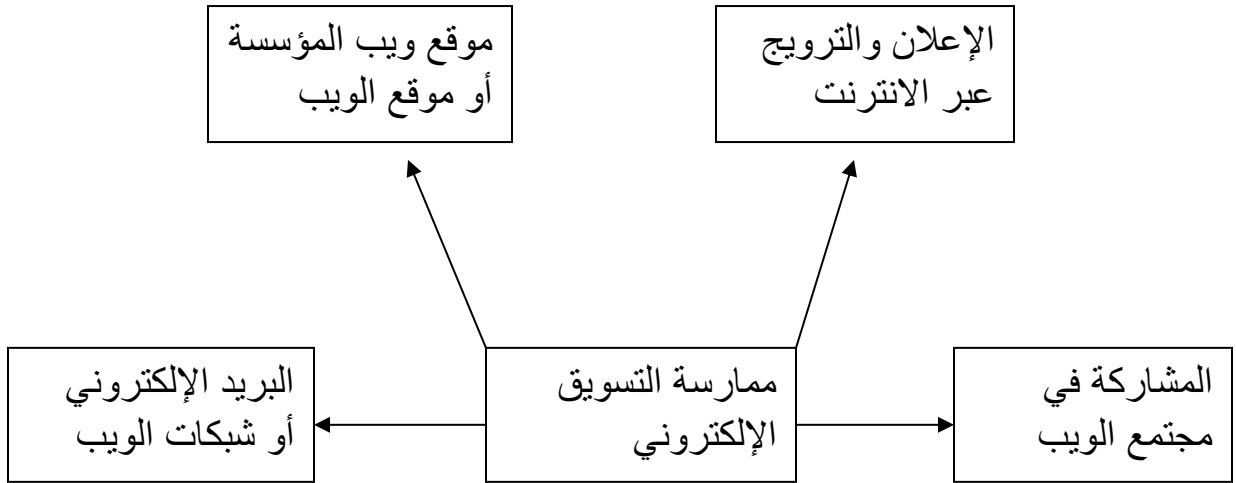 الإعلان والترويج
عبر الانترنت
موقع ويب المؤسسة
أو موقع الويب
المشاركة في
مجتمع الويب
ممارسة التسويق
الإلكتروني
البريد الإلكتروني
أو شبكات الويب